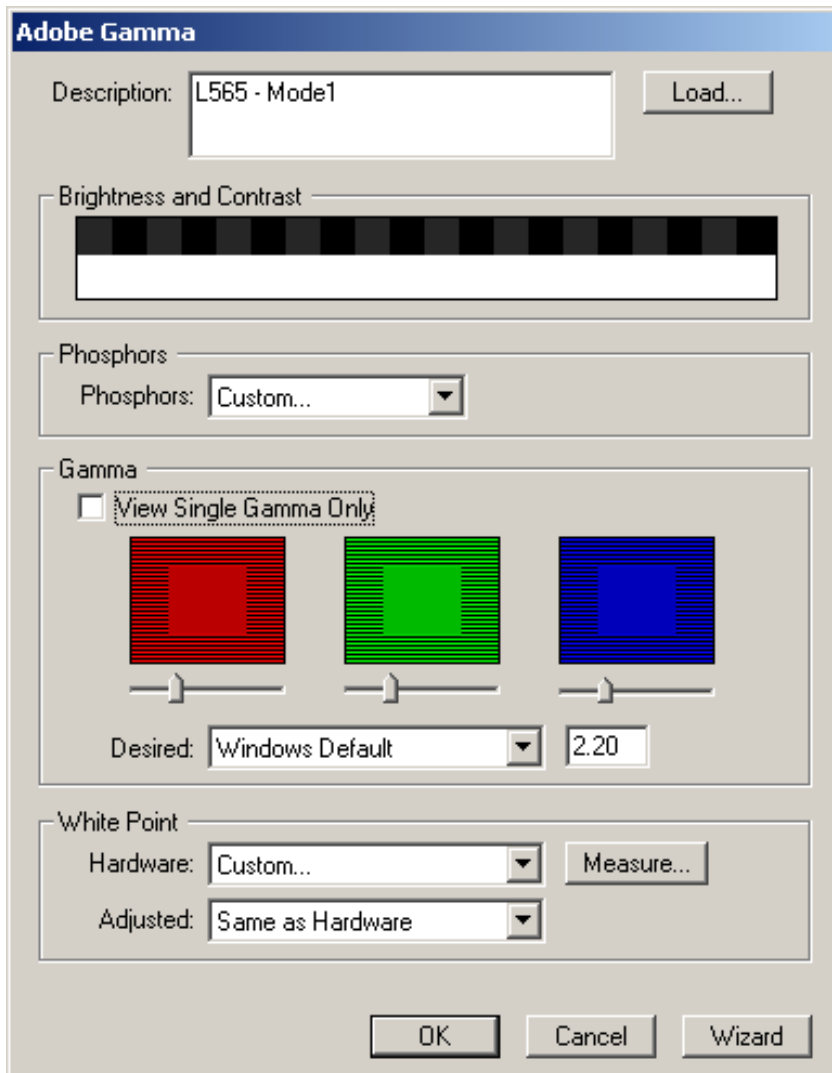 Adobe Gamma
Description: L565 - Mode1 Load...
Brightness and Contrast
Phosphors
Phosphors: Custom...
Gamma
View Single Gamma Only
Desired: Windows Default 2.20
White Point
Hardware: Custom... Measure...
Adjusted: Same as Hardware
OK Cancel Wizard